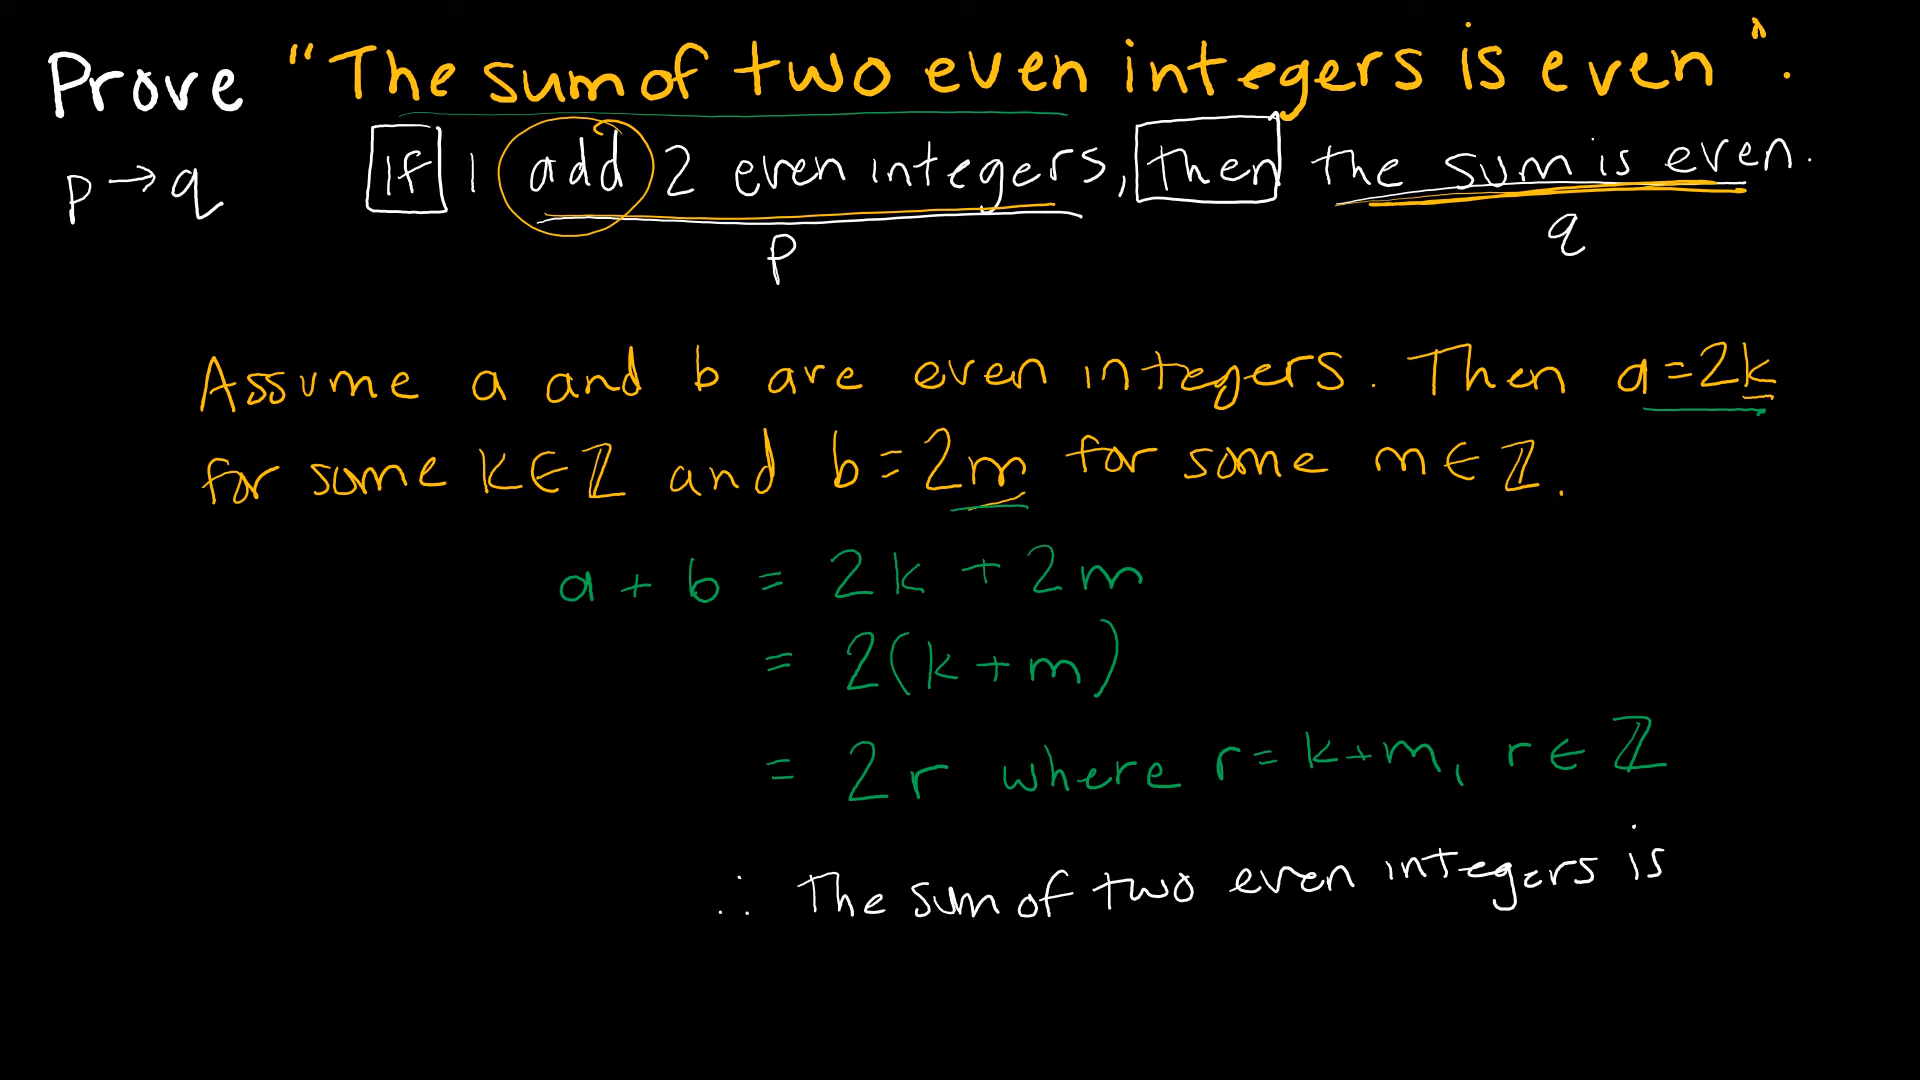 Prove "The sum of two even integers is even".
p → q If I add 2 even integers, then the sum is even.
p q
Assume a and b are even integers. Then a = 2k
for some k ∈ ℤ and b = 2m for some m ∈ ℤ.
a + b = 2k + 2m
= 2(k + m)
= 2r where r = k + m, r ∈ ℤ
∴ The sum of two even integers is